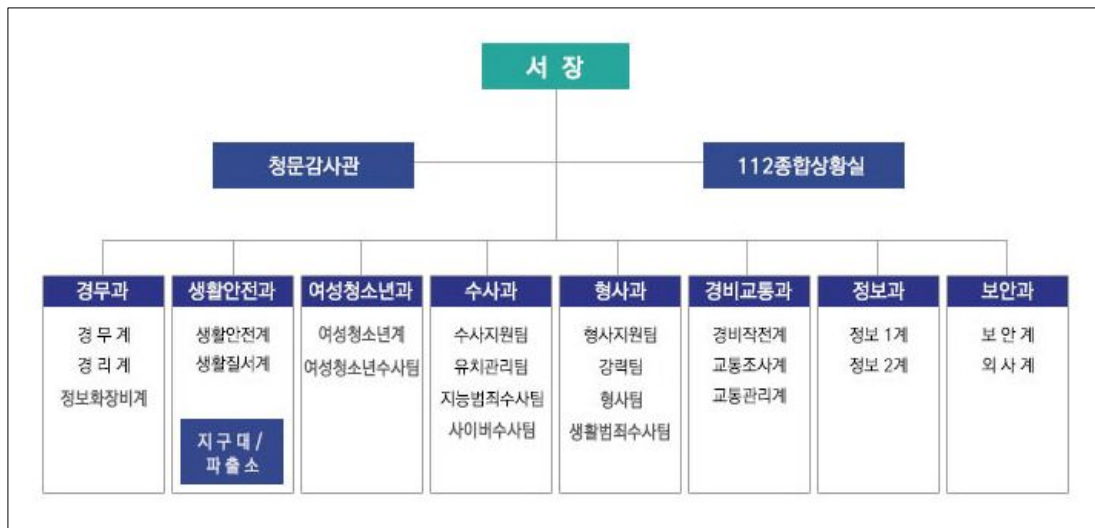 서 장
청문감사관
112종합상황실
경무과
경 무 계
경 리 계
정보화장비계
생활안전과
생활안전계
생활질서계
지 구 대 /
파 출 소
여성청소년과
여성청소년계
여성청소년수사팀
수사과
수사지원팀
유치관리팀
지능범죄수사팀
사이버수사팀
형사과
형사지원팀
강력팀
형사팀
생활범죄수사팀
경비교통과
경비작전계
교통조사계
교통관리계
정보과
정보 1계
정보 2계
보안과
보 안 계
외 사 계